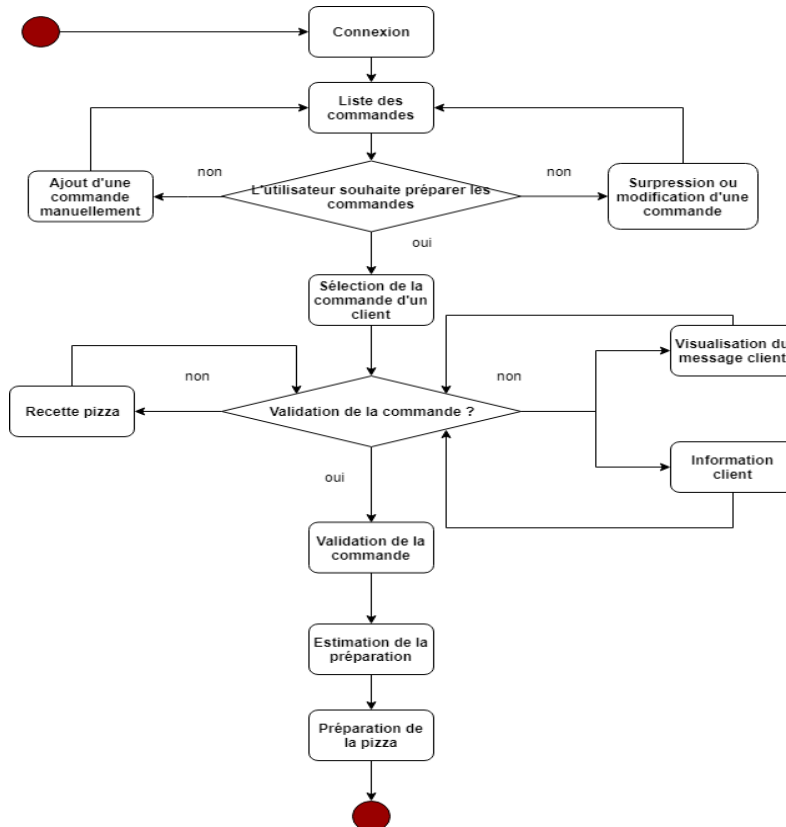 Connexion
Liste des
commandes
non
non
Ajout d'une
commande
manuellement
L'utilisateur souhaite préparer les
commandes
Surpression ou
modification d'une
commande
oui
Sélection de la
commande d'un
client
Visualisation du
message client
non
non
Recette pizza
Validation de la commande ?
Information
client
oui
Validation de la
commande
Estimation de la
préparation
Préparation de
la pizza